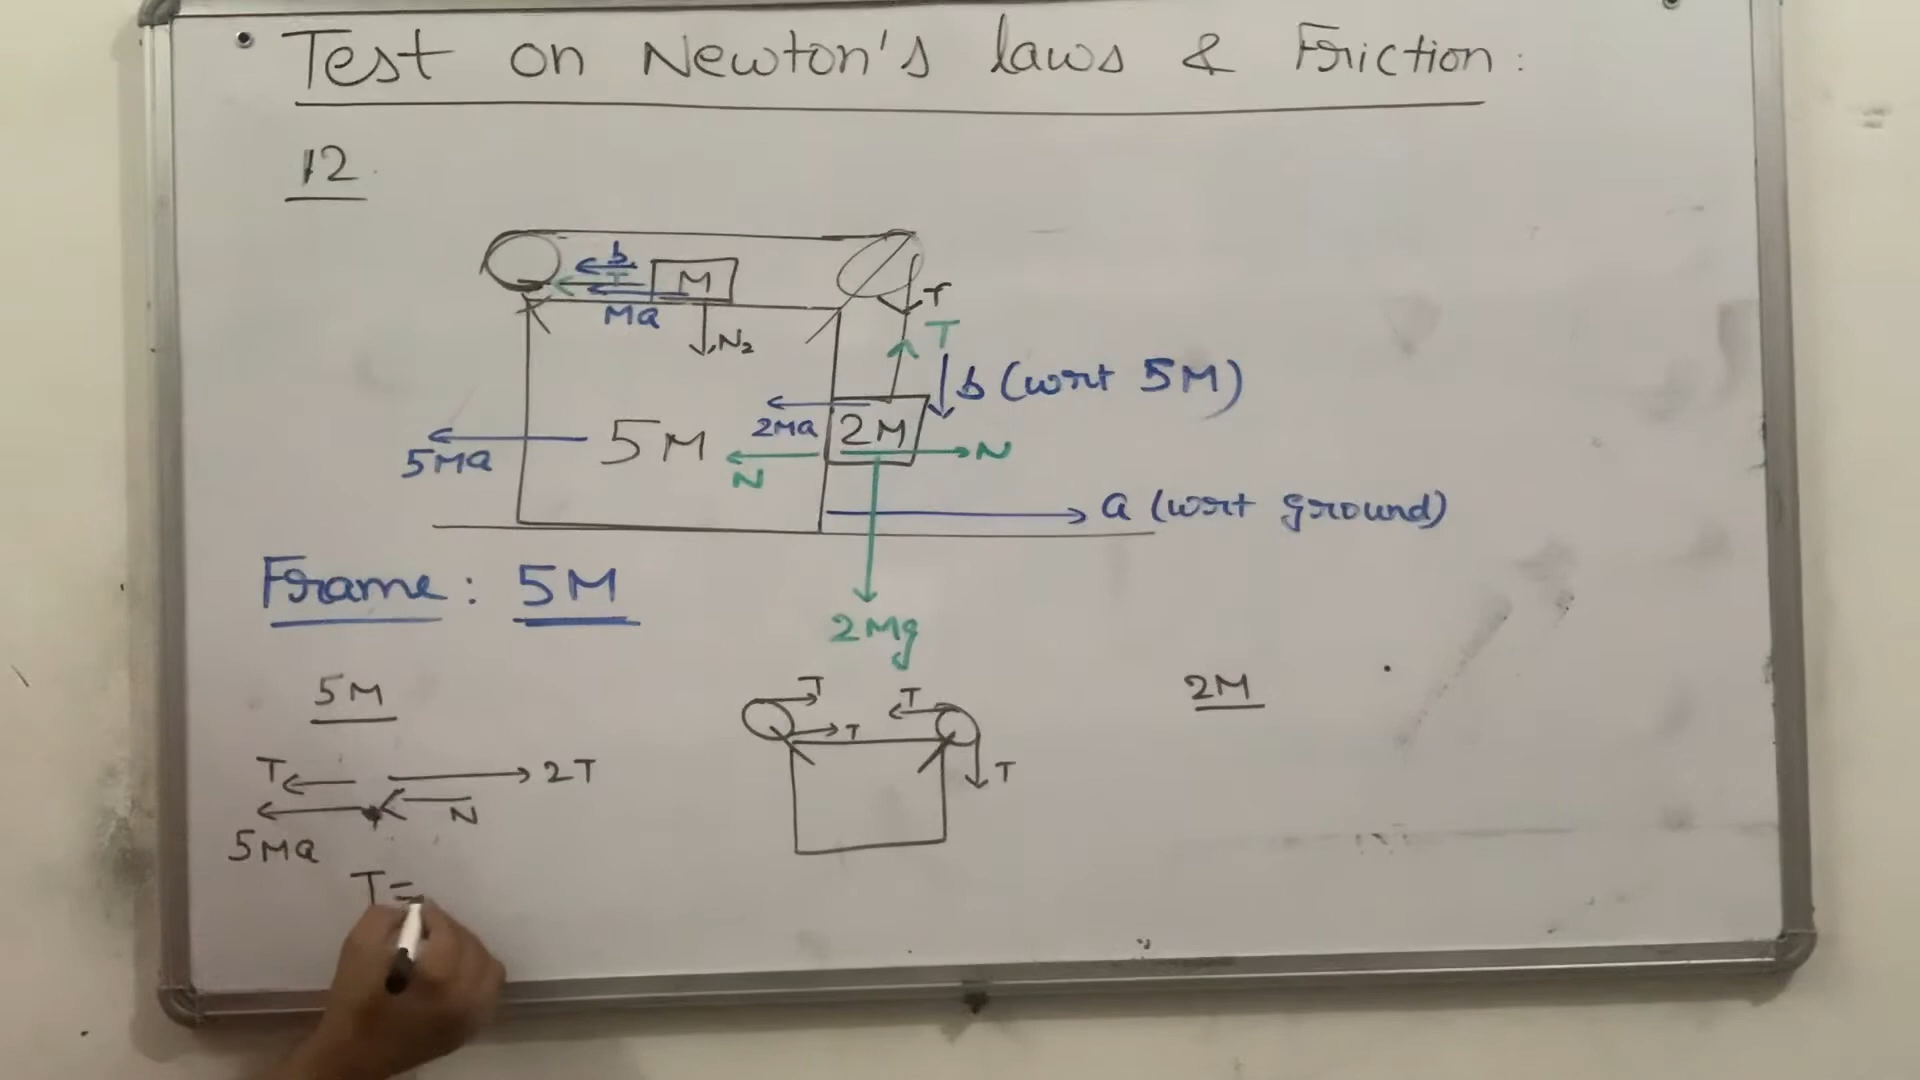 Test on Newton's laws & Friction :
12.
b
T
M
Ma
N₂
T
T
b (wrt 5M)
2Ma
2M
5M
5Ma
N
N
a (wrt ground)
Frame : 5M
2Mg
5M
T
T
2M
T
T
T
2T
N
5Ma
T=